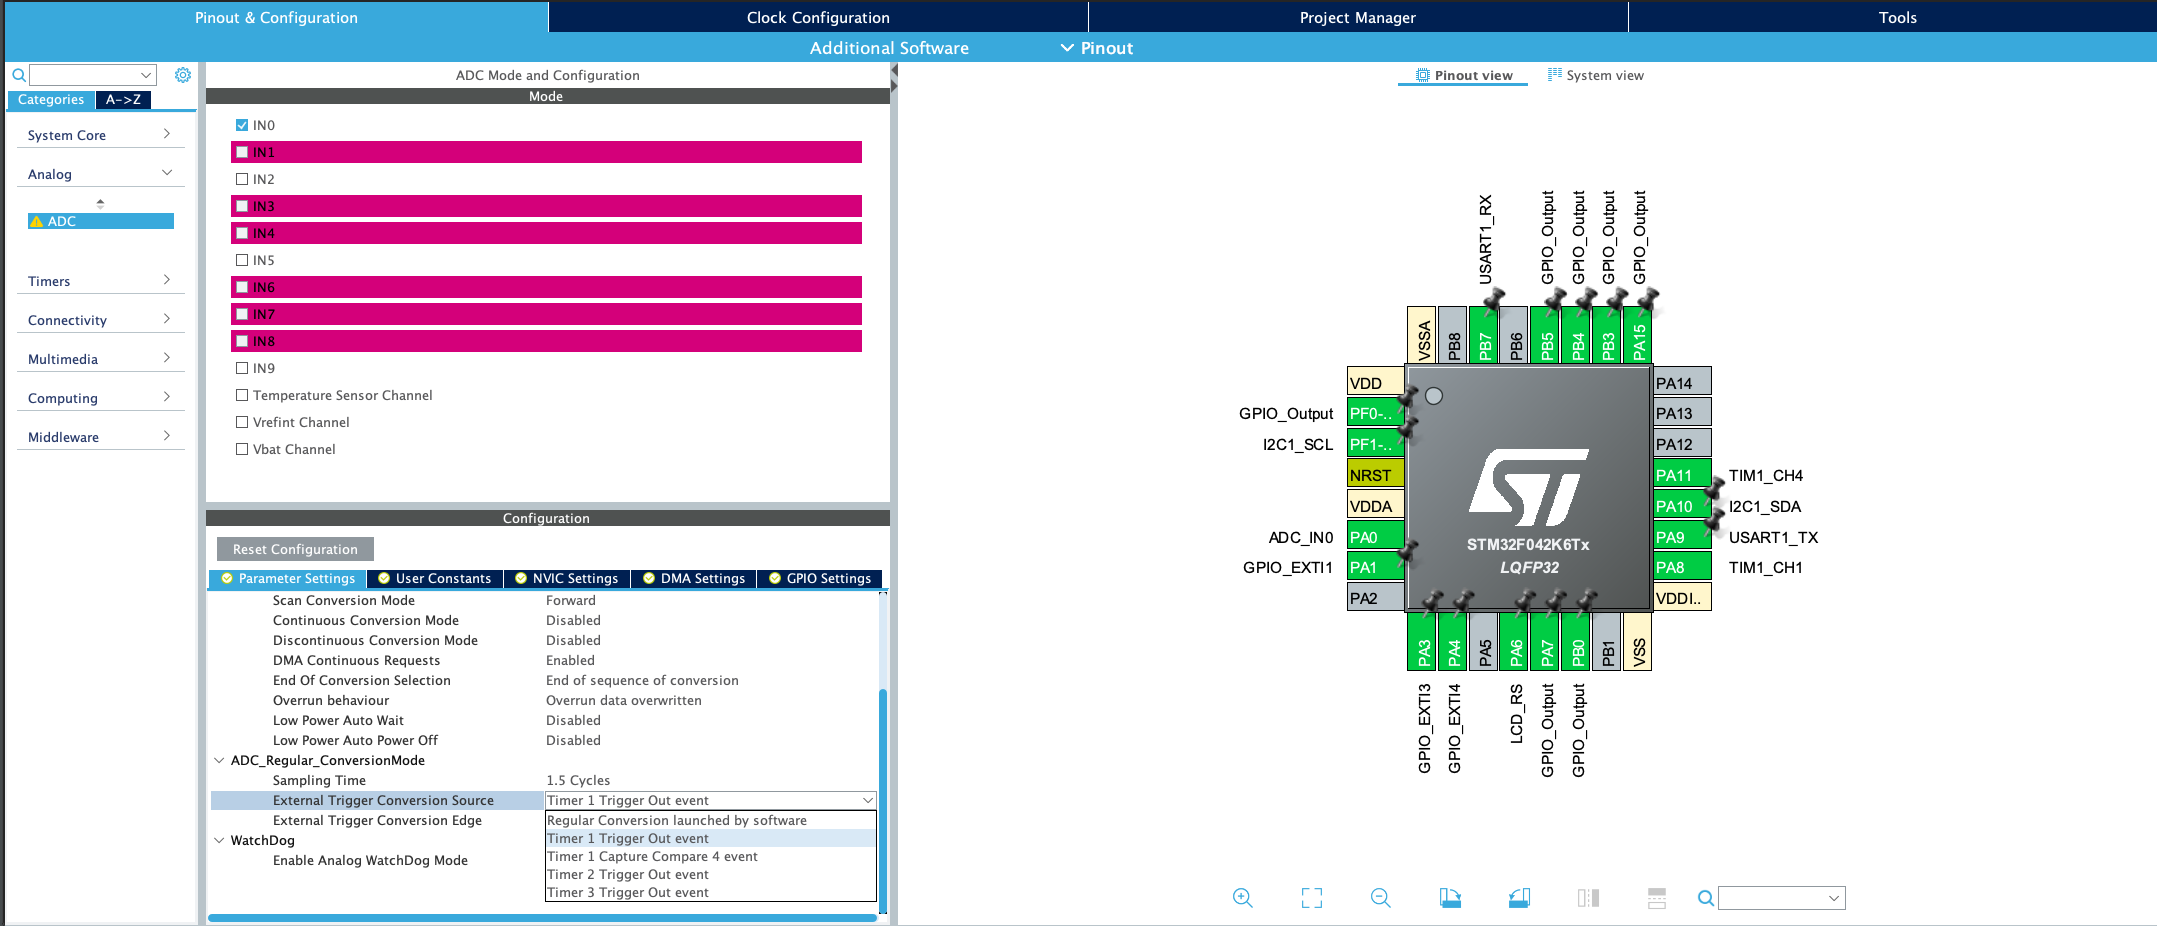 Pinout & Configuration
Clock Configuration
Project Manager
Tools
Additional Software
Pinout
Categories
A->Z
System Core
Analog
ADC
Timers
Connectivity
Multimedia
Computing
Middleware
ADC Mode and Configuration
Mode
IN0
IN1
IN2
IN3
IN4
IN5
IN6
IN7
IN8
IN9
Temperature Sensor Channel
Vrefint Channel
Vbat Channel
Configuration
Reset Configuration
Parameter Settings
User Constants
NVIC Settings
DMA Settings
GPIO Settings
Scan Conversion Mode Forward
Continuous Conversion Mode Disabled
Discontinuous Conversion Mode Disabled
DMA Continuous Requests Enabled
End Of Conversion Selection End of sequence of conversion
Overrun behaviour Overrun data overwritten
Low Power Auto Wait Disabled
Low Power Auto Power Off Disabled
ADC_Regular_ConversionMode
Sampling Time 1.5 Cycles
External Trigger Conversion Source Timer 1 Trigger Out event
External Trigger Conversion Edge
WatchDog
Enable Analog WatchDog Mode
Regular Conversion launched by software
Timer 1 Trigger Out event
Timer 1 Capture Compare 4 event
Timer 2 Trigger Out event
Timer 3 Trigger Out event
Pinout view
System view
USART1_RX
GPIO_Output
GPIO_Output
GPIO_Output
GPIO_Output
VSSA
PB8
PB7
PB6
PB5
PB4
PB3
PA15
VDD
GPIO_Output PF0-..
I2C1_SCL PF1-..
NRST
VDDA
ADC_IN0 PA0
GPIO_EXTI1 PA1
PA2
ST
STM32F042K6Tx
LQFP32
PA14
PA13
PA12
PA11 TIM1_CH4
PA10 I2C1_SDA
PA9 USART1_TX
PA8 TIM1_CH1
VDDI..
PA3
PA4
PA5
PA6
PA7
PB0
PB1
VSS
GPIO_EXTI3
GPIO_EXTI4
LCD_RS
GPIO_Output
GPIO_Output